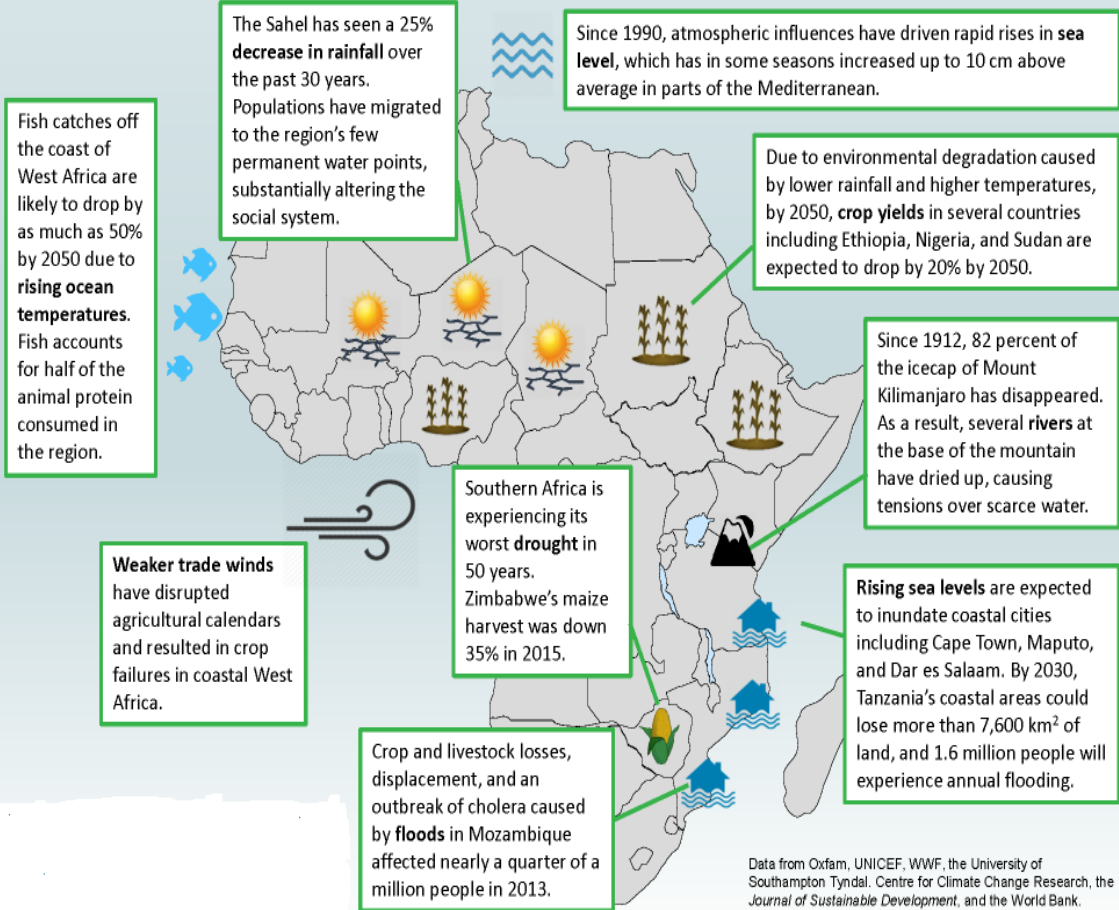 The Sahel has seen a 25%
decrease in rainfall over
the past 30 years.
Populations have migrated
to the region's few
permanent water points,
substantially altering the
social system.
Since 1990, atmospheric influences have driven rapid rises in sea
level, which has in some seasons increased up to 10 cm above
average in parts of the Mediterranean.
Fish catches off
the coast of
West Africa are
likely to drop by
as much as 50%
by 2050 due to
rising ocean
temperatures.
Fish accounts
for half of the
animal protein
consumed in
the region.
Due to environmental degradation caused
by lower rainfall and higher temperatures,
by 2050, crop yields in several countries
including Ethiopia, Nigeria, and Sudan are
expected to drop by 20% by 2050.
Since 1912, 82 percent of
the icecap of Mount
Kilimanjaro has disappeared.
As a result, several rivers at
the base of the mountain
have dried up, causing
tensions over scarce water.
Southern Africa is
experiencing its
worst drought in
50 years.
Zimbabwe's maize
harvest was down
35% in 2015.
Weaker trade winds
have disrupted
agricultural calendars
and resulted in crop
failures in coastal West
Africa.
Rising sea levels are expected
to inundate coastal cities
including Cape Town, Maputo,
and Dar es Salaam. By 2030,
Tanzania's coastal areas could
lose more than 7,600 km² of
land, and 1.6 million people will
experience annual flooding.
Crop and livestock losses,
displacement, and an
outbreak of cholera caused
by floods in Mozambique
affected nearly a quarter of a
million people in 2013.
Data from Oxfam, UNICEF, WWF, the University of
Southampton Tyndal. Centre for Climate Change Research, the
Journal of Sustainable Development, and the World Bank.